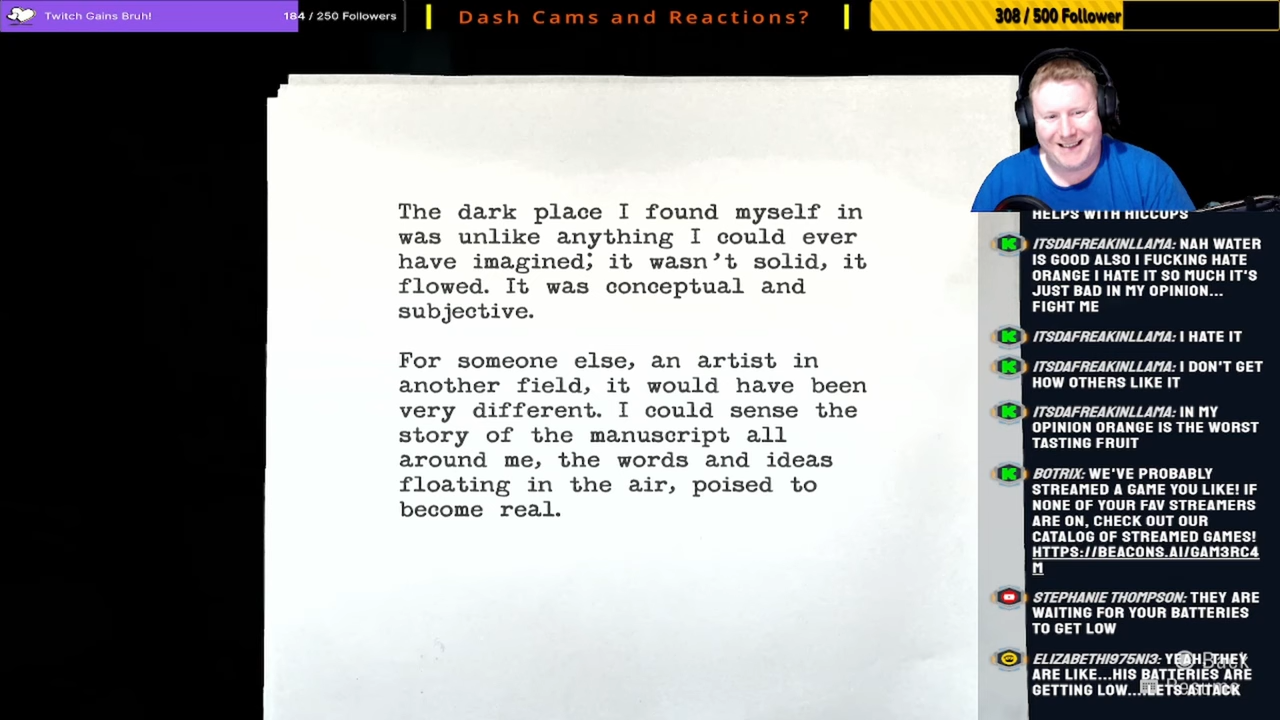 Twitch Gains Bruh!
184 / 250 Followers
Dash Cams and Reactions?
308 / 500 Follower
The dark place I found myself in
was unlike anything I could ever
have imagined; it wasn't solid, it
flowed. It was conceptual and
subjective.
For someone else, an artist in
another field, it would have been
very different. I could sense the
story of the manuscript all
around me, the words and ideas
floating in the air, poised to
become real.
HELPS WITH HICCUPS
ITSDAFREAKINLLAMA: NAH WATER
IS GOOD ALSO I FUCKING HATE
ORANGE I HATE IT SO MUCH IT'S
JUST BAD IN MY OPINION...
FIGHT ME
ITSDAFREAKINLLAMA: I HATE IT
ITSDAFREAKINLLAMA: I DON'T GET
HOW OTHERS LIKE IT
ITSDAFREAKINLLAMA: IN MY
OPINION ORANGE IS THE WORST
TASTING FRUIT
BOTRIX: WE'VE PROBABLY
STREAMED A GAME YOU LIKE! IF
NONE OF YOUR FAV STREAMERS
ARE ON, CHECK OUT OUR
CATALOG OF STREAMED GAMES!
HTTPS://BEACONS.AI/GAM3RC4
M
STEPHANIE THOMPSON: THEY ARE
WAITING FOR YOUR BATTERIES
TO GET LOW
ELIZABETH1975NI3: YEAH, THEY
ARE LIKE...HIS BATTERIES ARE
GETTING LOW....LETS ATTACK
Back
Resume